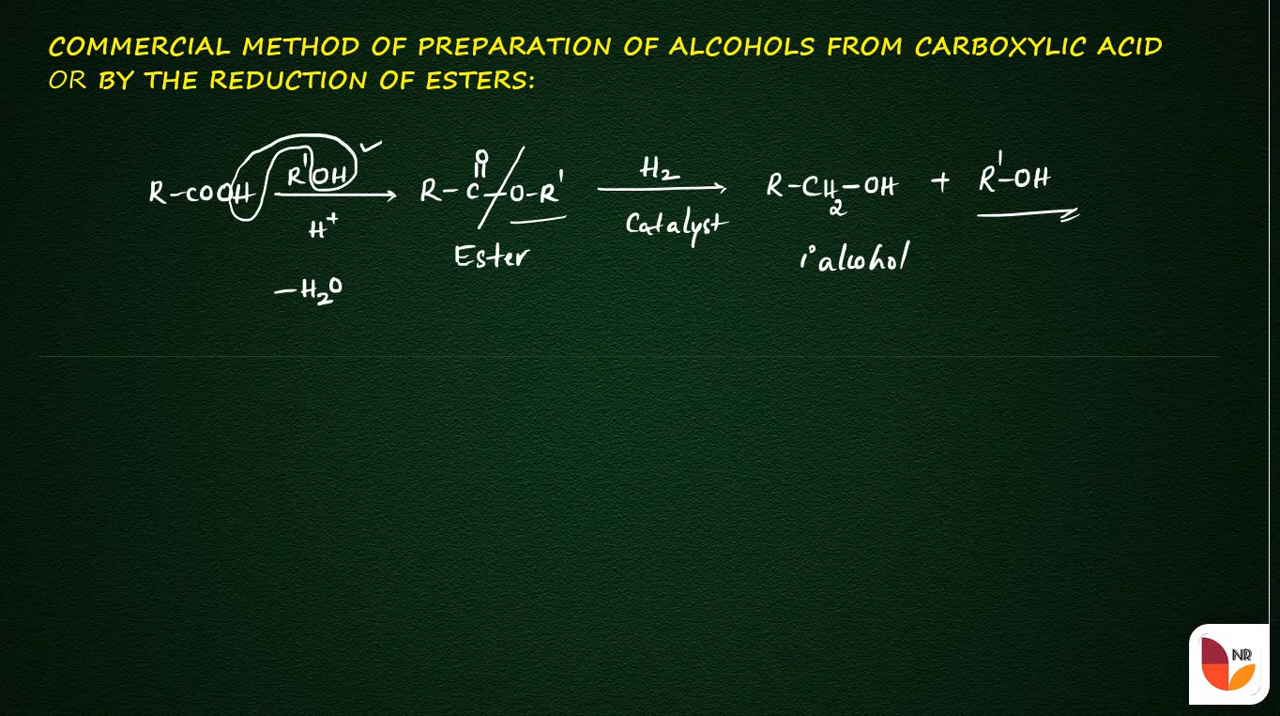 COMMERCIAL METHOD OF PREPARATION OF ALCOHOLS FROM CARBOXYLIC ACID
OR BY THE REDUCTION OF ESTERS:
R-COOH R'OH H⁺ -H₂O → R-C(=O)-O-R' H₂ Catalyst → R-CH₂-OH + R'-OH
Ester 1° alcohol
NR